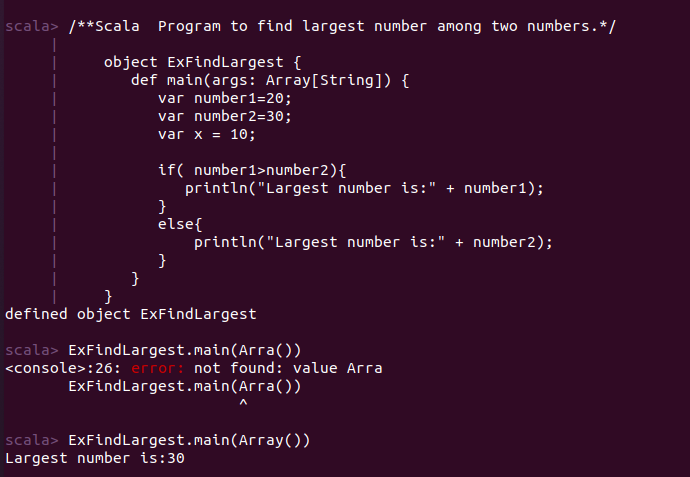 scala> /**Scala  Program to find largest number among two numbers.*/
     |
     |     object ExFindLargest {
     |        def main(args: Array[String]) {
     |           var number1=20;
     |           var number2=30;
     |           var x = 10;
     |
     |           if( number1>number2){
     |              println("Largest number is:" + number1);
     |           }
     |           else{
     |               println("Largest number is:" + number2);
     |           }
     |        }
     |     }
defined object ExFindLargest

scala> ExFindLargest.main(Arra())
<console>:26: error: not found: value Arra
       ExFindLargest.main(Arra())
                          ^

scala> ExFindLargest.main(Array())
Largest number is:30